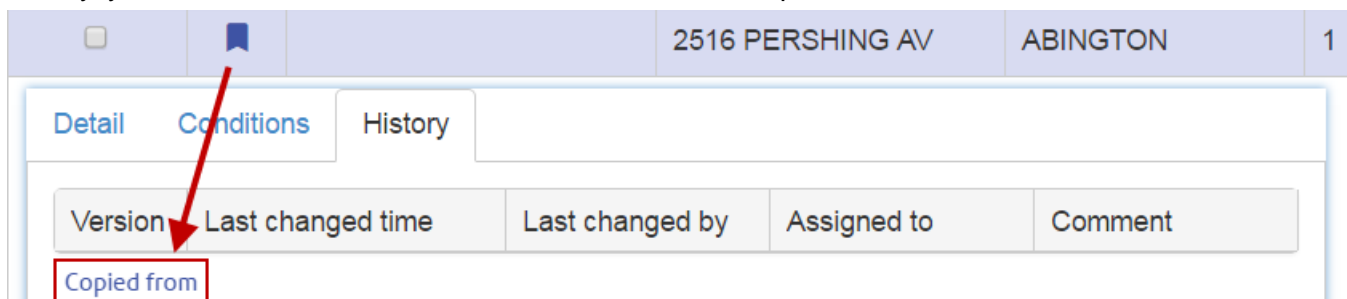 2516 PERSHING AV ABINGTON 1
Detail Conditions History
Version Last changed time Last changed by Assigned to Comment
Copied from